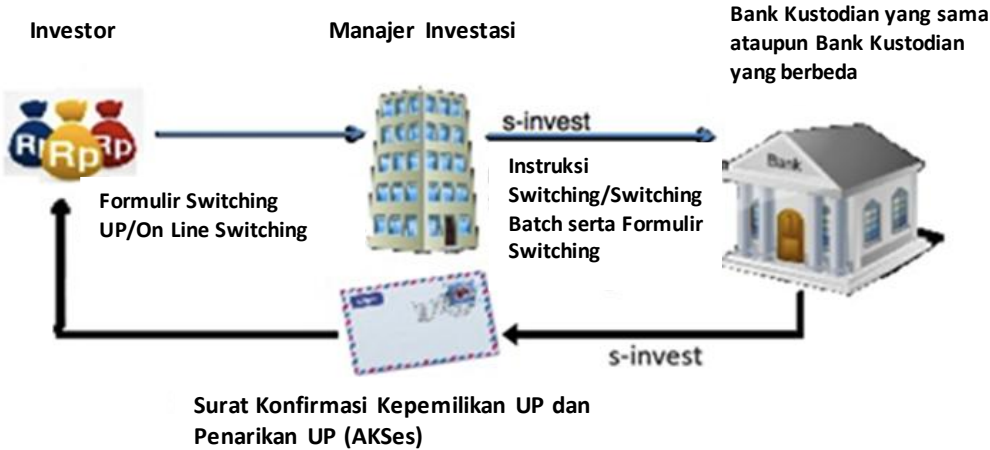 Investor
Manajer Investasi
Bank Kustodian yang sama
ataupun Bank Kustodian
yang berbeda
Rp
Rp
Rp
s-invest
Bank
Formulir Switching
UP/On Line Switching
Instruksi
Switching/Switching
Batch serta Formulir
Switching
s-invest
Surat Konfirmasi Kepemilikan UP dan
Penarikan UP (AKSes)